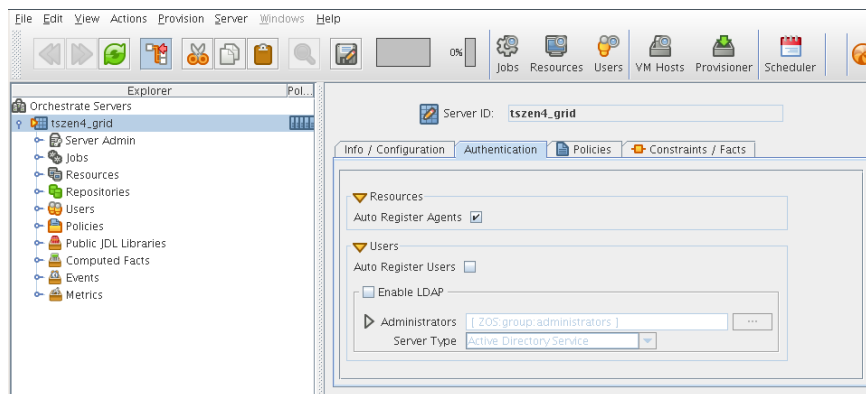 File Edit View Actions Provision Server Windows Help
0%
Jobs Resources Users VM Hosts Provisioner Scheduler
Explorer Pol...
Orchestrate Servers
tszen4_grid
Server Admin
Jobs
Resources
Repositories
Users
Policies
Public JDL Libraries
Computed Facts
Events
Metrics
Server ID: tszen4_grid
Info / Configuration Authentication Policies Constraints / Facts
Resources
Auto Register Agents
Users
Auto Register Users
Enable LDAP
Administrators [ ZOS:group:administrators ] ...
Server Type Active Directory Service